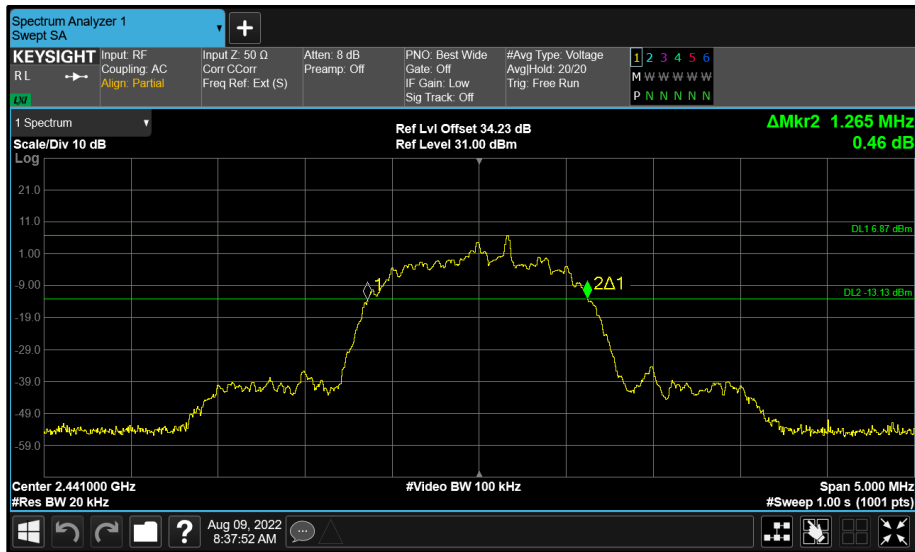 Spectrum Analyzer 1
Swept SA
KEYSIGHT
RL
LXI
Input: RF
Coupling: AC
Align: Partial
Input Z: 50 Ω
Corr CCorr
Freq Ref: Ext (S)
Atten: 8 dB
Preamp: Off
PNO: Best Wide
Gate: Off
IF Gain: Low
Sig Track: Off
#Avg Type: Voltage
Avg|Hold: 20/20
Trig: Free Run
1 2 3 4 5 6
M W W W W W
P N N N N N
1 Spectrum
Scale/Div 10 dB
Log
Ref Lvl Offset 34.23 dB
Ref Level 31.00 dBm
ΔMkr2 1.265 MHz
0.46 dB
21.0
11.0
DL1 6.87 dBm
1.00
-9.00
1
2Δ1
DL2 -13.13 dBm
-19.0
-29.0
-39.0
-49.0
-59.0
Center 2.441000 GHz
#Video BW 100 kHz
Span 5.000 MHz
#Res BW 20 kHz
#Sweep 1.00 s (1001 pts)
?
Aug 09, 2022
8:37:52 AM